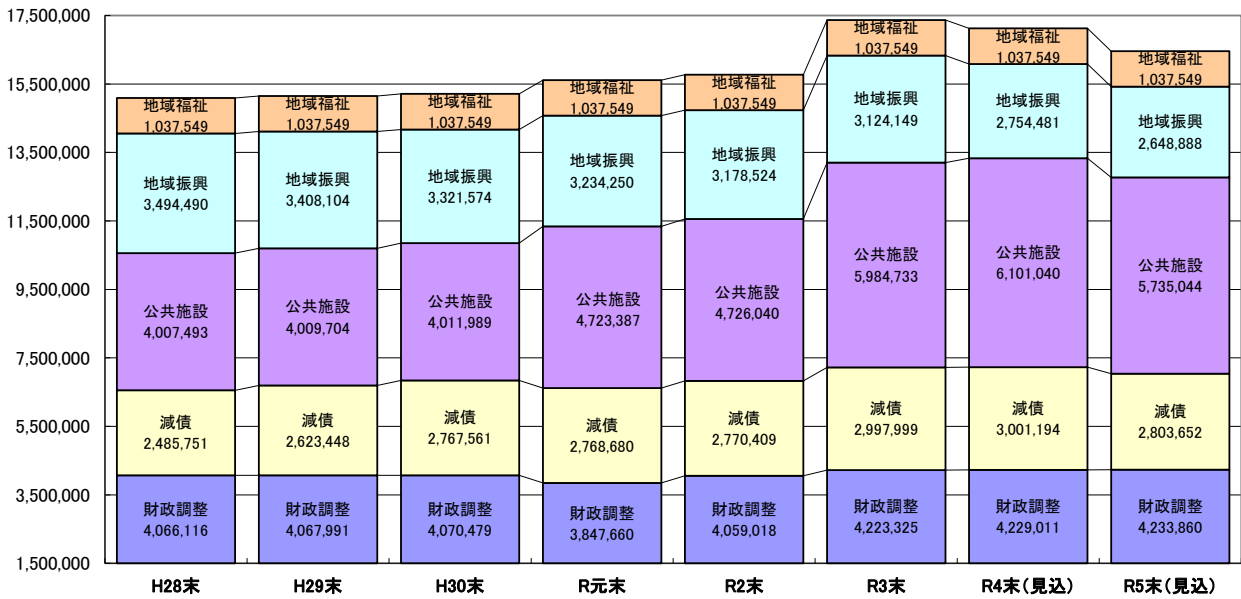 17,500,000
15,500,000
13,500,000
11,500,000
9,500,000
7,500,000
5,500,000
3,500,000
1,500,000
地域福祉
1,037,549
地域振興
3,494,490
公共施設
4,007,493
減債
2,485,751
財政調整
4,066,116
H28末
地域福祉
1,037,549
地域振興
3,408,104
公共施設
4,009,704
減債
2,623,448
財政調整
4,067,991
H29末
地域福祉
1,037,549
地域振興
3,321,574
公共施設
4,011,989
減債
2,767,561
財政調整
4,070,479
H30末
地域福祉
1,037,549
地域振興
3,234,250
公共施設
4,723,387
減債
2,768,680
財政調整
3,847,660
R元末
地域福祉
1,037,549
地域振興
3,178,524
公共施設
4,726,040
減債
2,770,409
財政調整
4,059,018
R2末
地域福祉
1,037,549
地域振興
3,124,149
公共施設
5,984,733
減債
2,997,999
財政調整
4,223,325
R3末
地域福祉
1,037,549
地域振興
2,754,481
公共施設
6,101,040
減債
3,001,194
財政調整
4,229,011
R4末(見込)
地域福祉
1,037,549
地域振興
2,648,888
公共施設
5,735,044
減債
2,803,652
財政調整
4,233,860
R5末(見込)